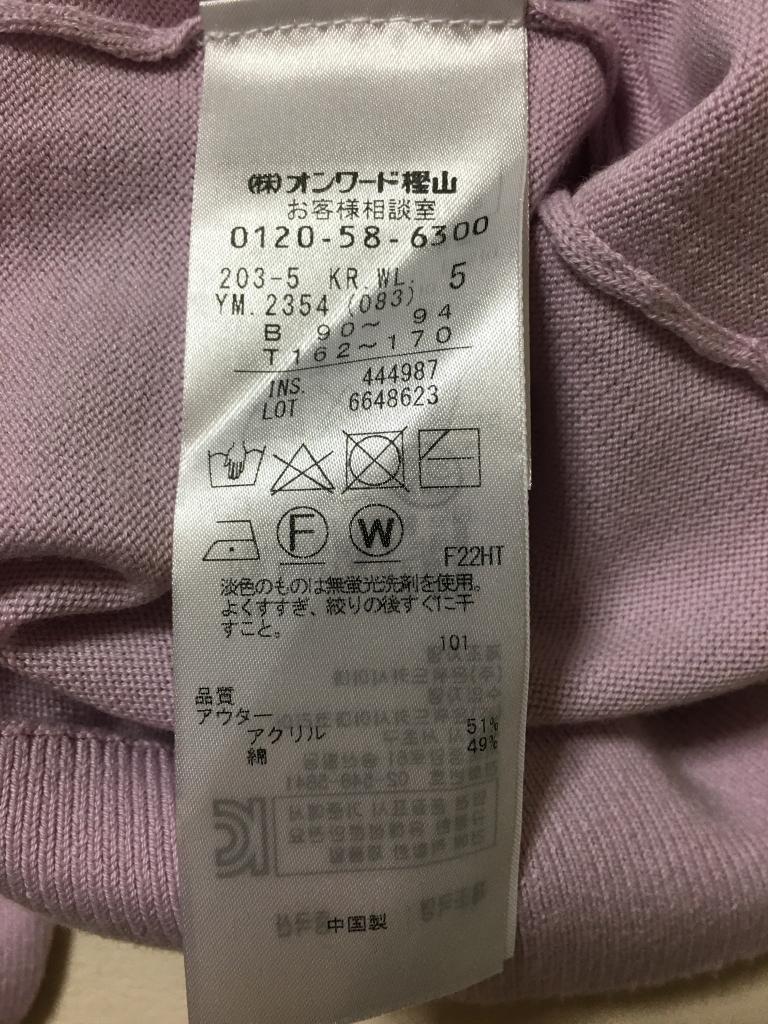 (株)オンワード樫山
お客様相談室
0120-58-6300
203-5 KR.WL. 5
YM.2354 (083)
B 90～ 94
T 162～170
INS. 444987
LOT 6648623
F W
F22HT
淡色のものは無蛍光洗剤を使用。
よくすすぎ、絞りの後すぐに干
すこと。
101
品質
アウター
アクリル 51%
綿 49%
中国製